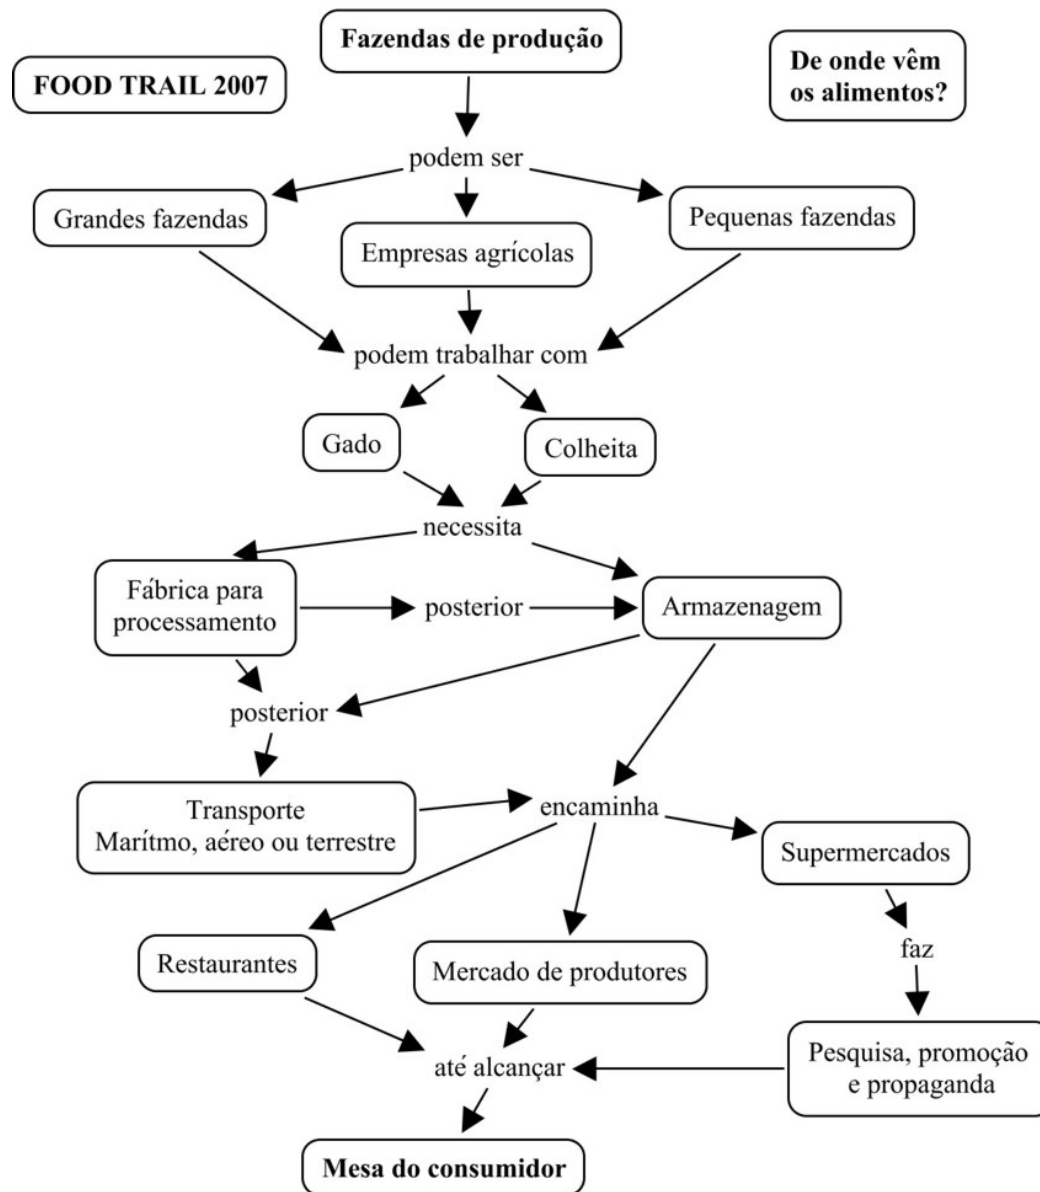 Fazendas de produção
FOOD TRAIL 2007
De onde vêm
os alimentos?
podem ser
Grandes fazendas
Empresas agrícolas
Pequenas fazendas
podem trabalhar com
Gado
Colheita
necessita
Fábrica para
processamento
posterior
Armazenagem
posterior
Transporte
Marítmo, aéreo ou terrestre
encaminha
Supermercados
Restaurantes
Mercado de produtores
faz
até alcançar
Pesquisa, promoção
e propaganda
Mesa do consumidor